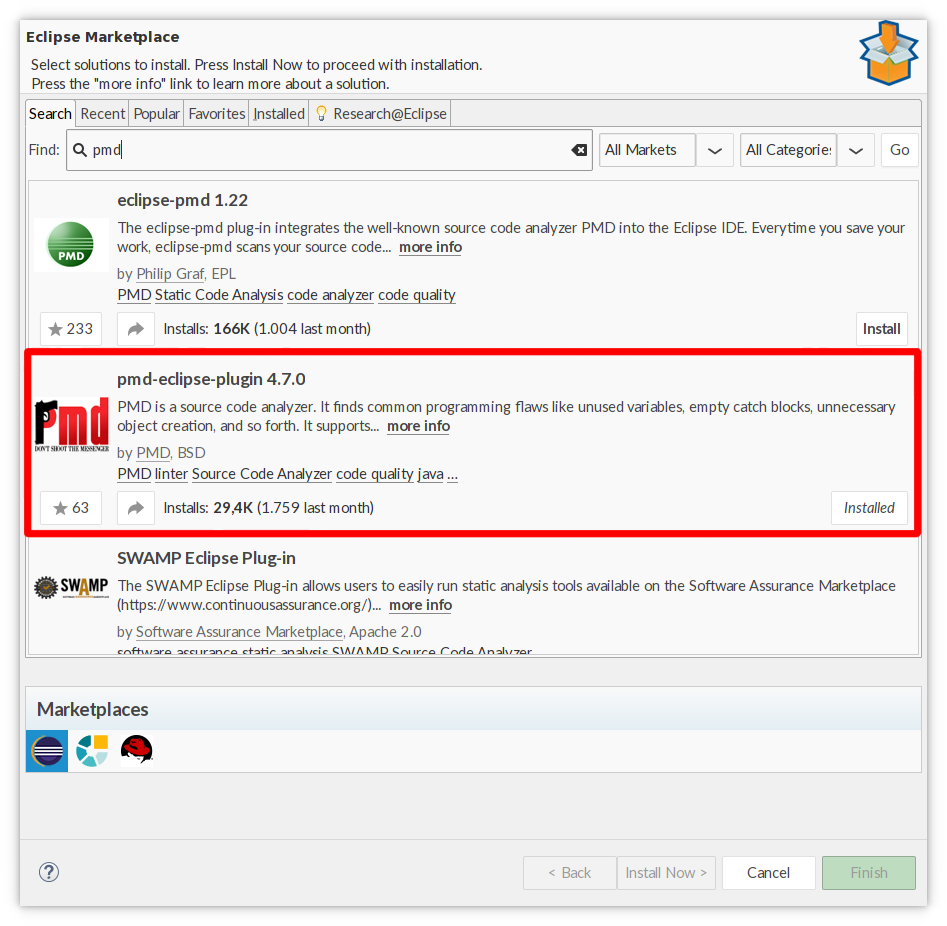 Eclipse Marketplace
Select solutions to install. Press Install Now to proceed with installation.
Press the "more info" link to learn more about a solution.
Search Recent Popular Favorites Installed Research@Eclipse
Find: pmd All Markets All Categories Go
eclipse-pmd 1.22
The eclipse-pmd plug-in integrates the well-known source code analyzer PMD into the Eclipse IDE. Everytime you save your
work, eclipse-pmd scans your source code... more info
PMD
by Philip Graf, EPL
PMD Static Code Analysis code analyzer code quality
233 Installs: 166K (1.004 last month) Install
pmd-eclipse-plugin 4.7.0
PMD is a source code analyzer. It finds common programming flaws like unused variables, empty catch blocks, unnecessary
object creation, and so forth. It supports... more info
Pmd
DON'T SHOOT THE MESSENGER
by PMD, BSD
PMD linter Source Code Analyzer code quality java ...
63 Installs: 29,4K (1.759 last month) Installed
SWAMP Eclipse Plug-in
The SWAMP Eclipse Plug-in allows users to easily run static analysis tools available on the Software Assurance Marketplace
(https://www.continuousassurance.org/)... more info
SWAMP
by Software Assurance Marketplace, Apache 2.0
software assurance static analysis SWAMP Source Code Analyzer
Marketplaces
< Back Install Now > Cancel Finish